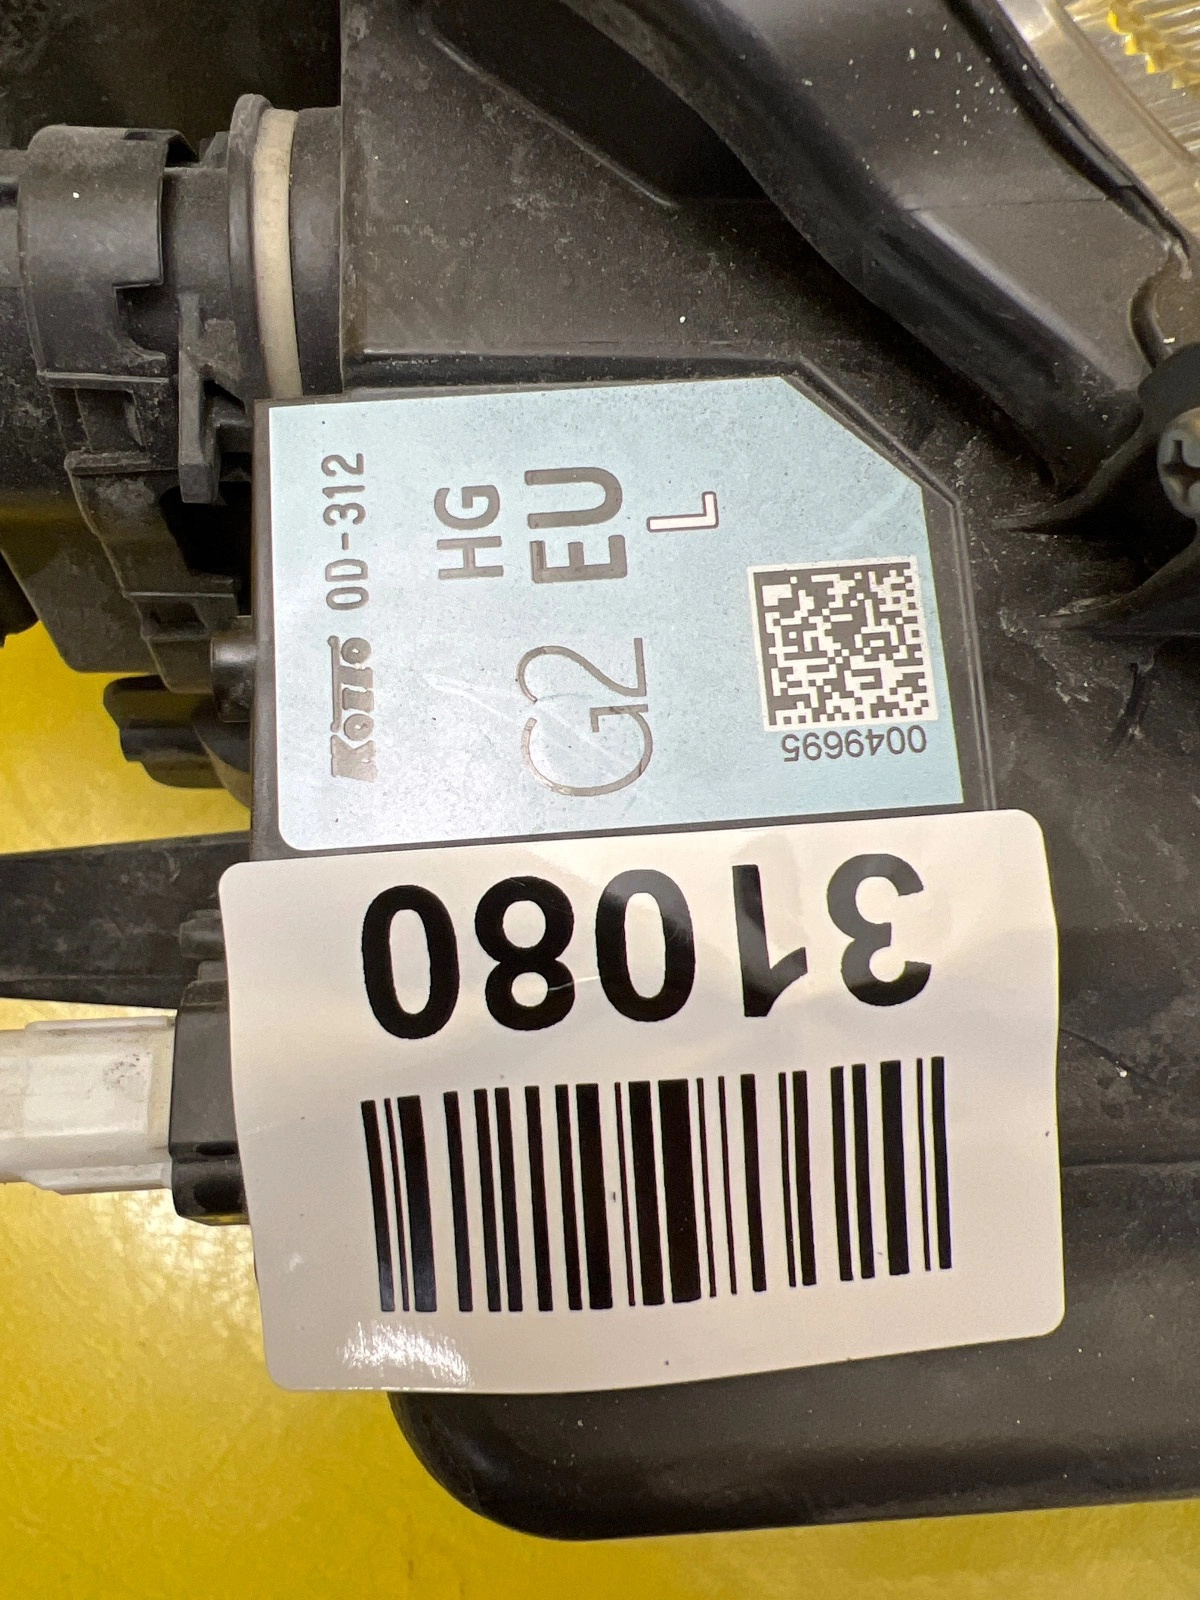 KOITO 0D-312
HG
G2 EU
L
0049695
31080